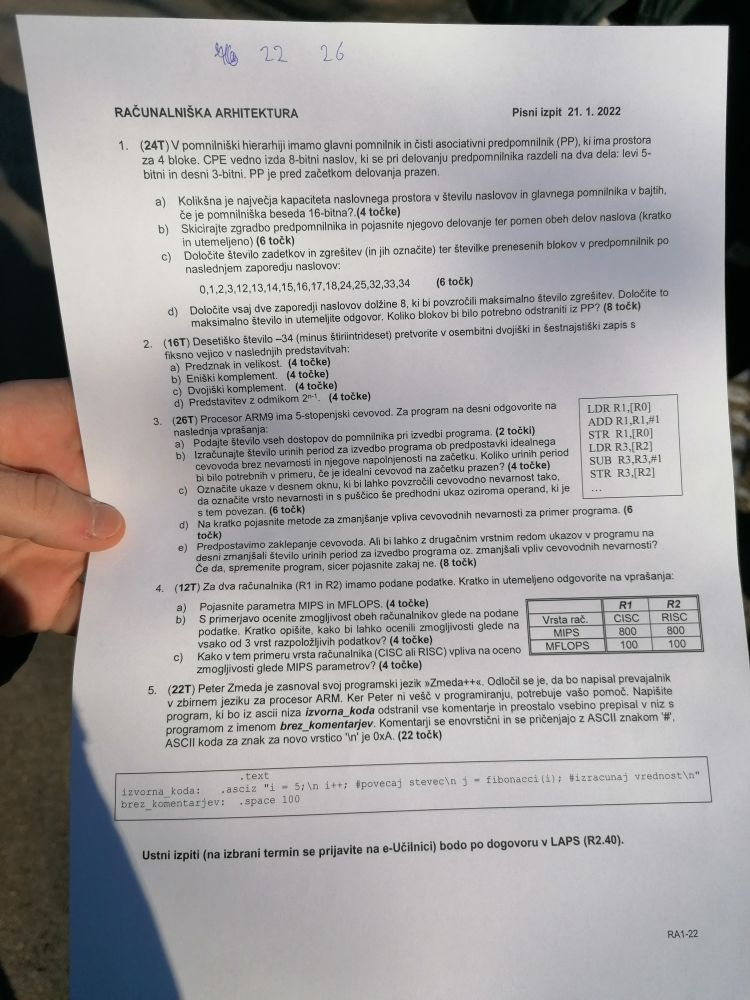 22 26
RAČUNALNIŠKA ARHITEKTURA Pisni izpit 21. 1. 2022
1. (24T) V pomnilniški hierarhiji imamo glavni pomnilnik in čisti asociativni predpomnilnik (PP), ki ima prostora
za 4 bloke. CPE vedno izda 8-bitni naslov, ki se pri delovanju predpomnilnika razdeli na dva dela: levi 5-
bitni in desni 3-bitni. PP je pred začetkom delovanja prazen.
a) Kolikšna je največja kapaciteta naslovnega prostora v številu naslovov in glavnega pomnilnika v bajtih,
če je pomnilniška beseda 16-bitna?.(4 točke)
b) Skicirajte zgradbo predpomnilnika in pojasnite njegovo delovanje ter pomen obeh delov naslova (kratko
in utemeljeno) (6 točk)
c) Določite število zadetkov in zgrešitev (in jih označite) ter številke prenesenih blokov v predpomnilnik po
naslednjem zaporedju naslovov:
0,1,2,3,12,13,14,15,16,17,18,24,25,32,33,34 (6 točk)
d) Določite vsaj dve zaporedji naslovov dolžine 8, ki bi povzročili maksimalno število zgrešitev. Določite to
maksimalno število in utemeljite odgovor. Koliko blokov bi bilo potrebno odstraniti iz PP? (8 točk)
2. (16T) Desetiško število –34 (minus štiriintrideset) pretvorite v osembitni dvojiški in šestnajstiški zapis s
fiksno vejico v naslednjih predstavitvah:
a) Predznak in velikost. (4 točke)
b) Eniški komplement. (4 točke)
c) Dvojiški komplement. (4 točke)
d) Predstavitev z odmikom 2ⁿ⁻¹. (4 točke)
3. (26T) Procesor ARM9 ima 5-stopenjski cevovod. Za program na desni odgovorite na
naslednja vprašanja:
a) Podajte število vseh dostopov do pomnilnika pri izvedbi programa. (2 točki)
b) Izračunajte število urinih period za izvedbo programa ob predpostavki idealnega
cevovoda brez nevarnosti in njegove napolnjenosti na začetku. Koliko urinih period
bi bilo potrebnih v primeru, če je idealni cevovod na začetku prazen? (4 točke)
c) Označite ukaze v desnem oknu, ki bi lahko povzročili cevovodno nevarnost tako,
da označite vrsto nevarnosti in s puščico še predhodni ukaz oziroma operand, ki je
s tem povezan. (6 točk)
d) Na kratko pojasnite metode za zmanjšanje vpliva cevovodnih nevarnosti za primer programa. (6
točk)
e) Predpostavimo zaklepanje cevovoda. Ali bi lahko z drugačnim vrstnim redom ukazov v programu na
desni zmanjšali število urinih period za izvedbo programa oz. zmanjšali vpliv cevovodnih nevarnosti?
Če da, spremenite program, sicer pojasnite zakaj ne. (8 točk)
LDR R1,[R0]
ADD R1,R1,#1
STR R1,[R0]
LDR R3,[R2]
SUB R3,R3,#1
STR R3,[R2]
…
4. (12T) Za dva računalnika (R1 in R2) imamo podane podatke. Kratko in utemeljeno odgovorite na vprašanja:
a) Pojasnite parametra MIPS in MFLOPS. (4 točke)
b) S primerjavo ocenite zmogljivost obeh računalnikov glede na podane
podatke. Kratko opišite, kako bi lahko ocenili zmogljivosti glede na
vsako od 3 vrst razpoložljivih podatkov? (4 točke)
c) Kako v tem primeru vrsta računalnika (CISC ali RISC) vpliva na oceno
zmogljivosti glede MIPS parametrov? (4 točke)
R1 R2
Vrsta rač. CISC RISC
MIPS 800 800
MFLOPS 100 100
5. (22T) Peter Zmeda je zasnoval svoj programski jezik »Zmeda++«. Odločil se je, da bo napisal prevajalnik
v zbirnem jeziku za procesor ARM. Ker Peter ni vešč v programiranju, potrebuje vašo pomoč. Napišite
program, ki bo iz ascii niza izvorna_koda odstranil vse komentarje in preostalo vsebino prepisal v niz s
programom z imenom brez_komentarjev. Komentarji se enovrstični in se pričenjajo z ASCII znakom '#',
ASCII koda za znak za novo vrstico '\n' je 0xA. (22 točk)
.text
izvorna_koda: .asciz "i = 5;\n i++; #povecaj stevec\n j = fibonacci(i); #izracunaj vrednost\n"
brez_komentarjev: .space 100
Ustni izpiti (na izbrani termin se prijavite na e-Učilnici) bodo po dogovoru v LAPS (R2.40).
RA1-22